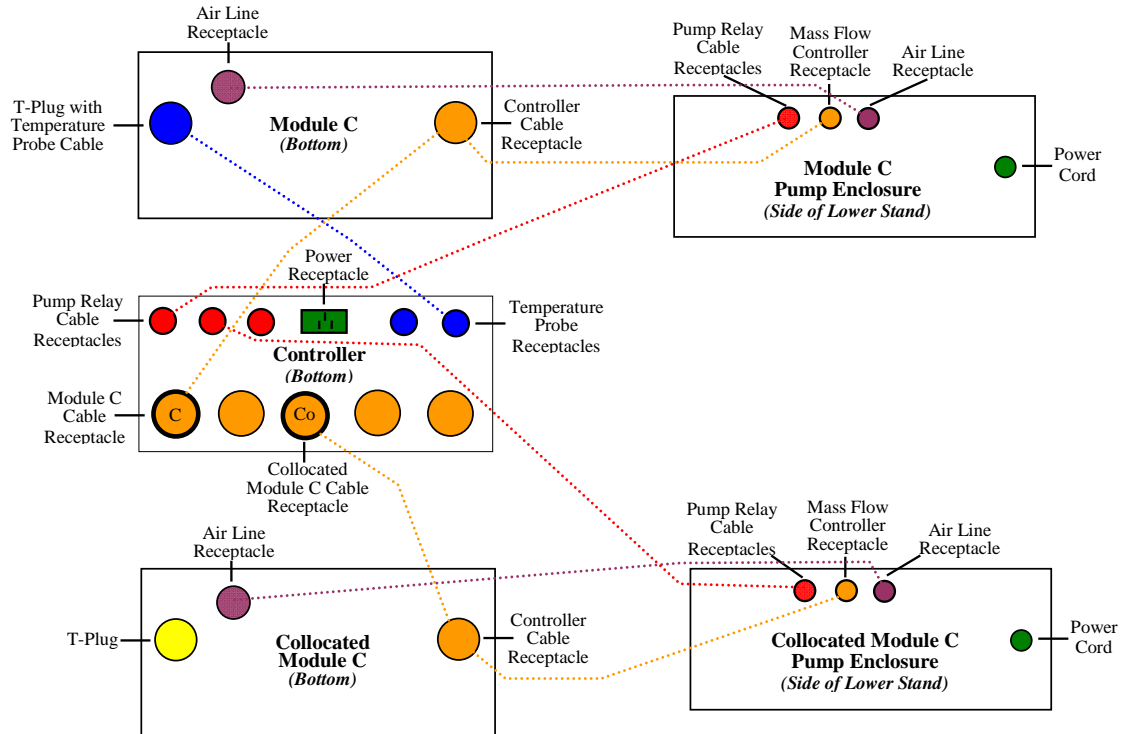 Air Line
Receptacle
T-Plug with
Temperature
Probe Cable
Module C
(Bottom)
Controller
Cable
Receptacle
Pump Relay
Cable
Receptacles
Mass Flow
Controller
Receptacle
Air Line
Receptacle
Module C
Pump Enclosure
(Side of Lower Stand)
Power
Cord
Power
Receptacle
Pump Relay
Cable
Receptacles
Temperature
Probe
Receptacles
Controller
(Bottom)
Module C
Cable
Receptacle
C
Co
Collocated
Module C Cable
Receptacle
Air Line
Receptacle
T-Plug
Collocated
Module C
(Bottom)
Controller
Cable
Receptacle
Pump Relay
Cable
Receptacles
Mass Flow
Controller
Receptacle
Air Line
Receptacle
Collocated Module C
Pump Enclosure
(Side of Lower Stand)
Power
Cord